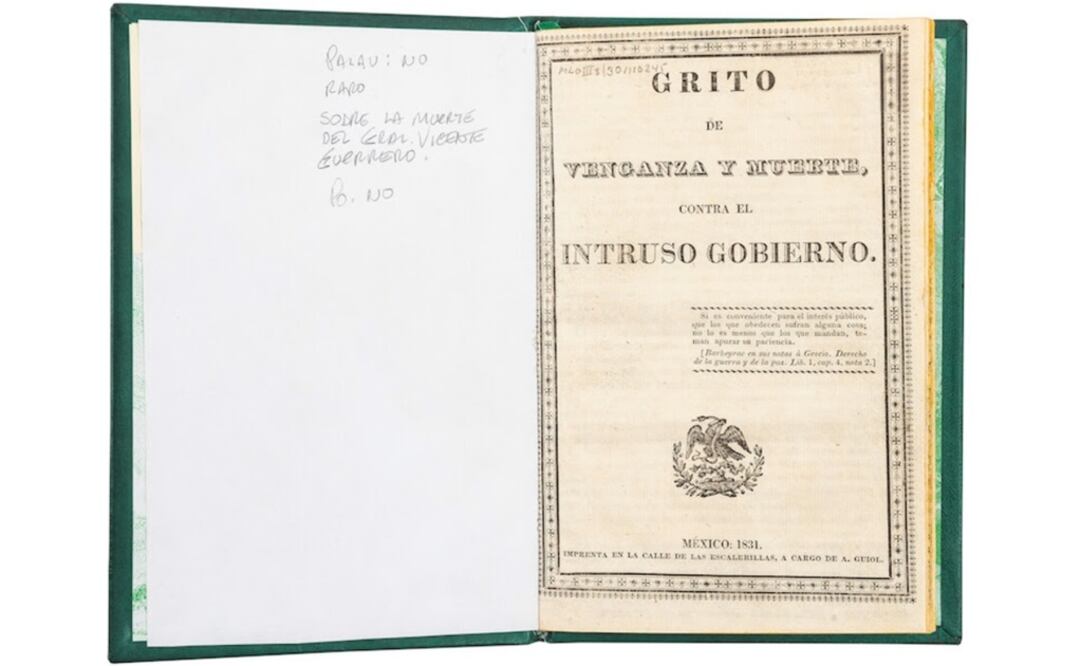 PALAU: NO
RARO
SOBRE LA MUERTE
DEL GRAL. VICENTE
GUERRERO.
Po. NO
GRITO
DE
VENGANZA Y MUERTE,
CONTRA EL
INTRUSO GOBIERNO.
Si es conveniente para el interés público,
que los que obedecen sufran alguna cosa;
no lo es menos que los que mandan, te-
man apurar su paciencia.
[Barbeyrac en sus notas á Grocio. Derecho
de la guerra y de la paz. Lib. 1, cap. 4, nota 2.]
MÉXICO: 1831.
IMPRENTA EN LA CALLE DE LAS ESCALERILLAS, A CARGO DE A. GUIOL.